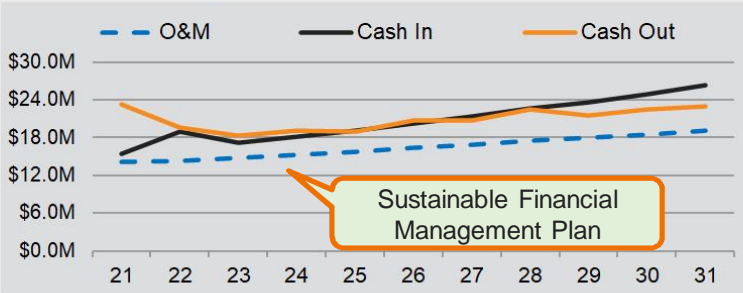 O&M Cash In Cash Out
$30.0M
$24.0M
$18.0M
$12.0M
$6.0M
$0.0M
Sustainable Financial
Management Plan
21 22 23 24 25 26 27 28 29 30 31